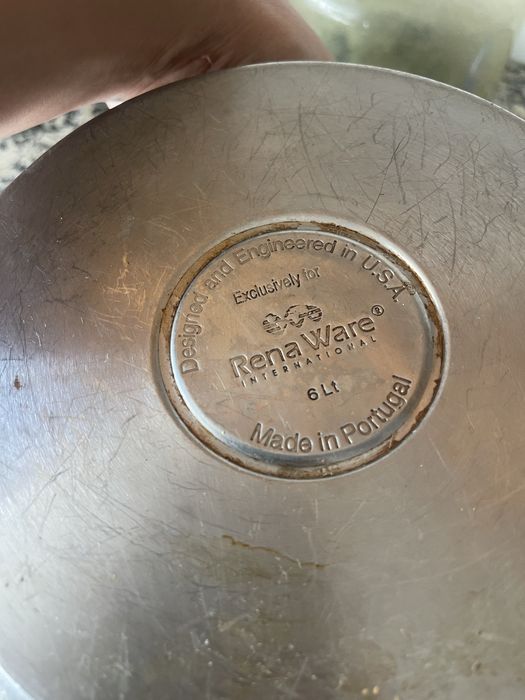 Designed and Engineered in U.S.A.
Exclusively for
Rena Ware®
INTERNATIONAL
6 Lt
Made in Portugal